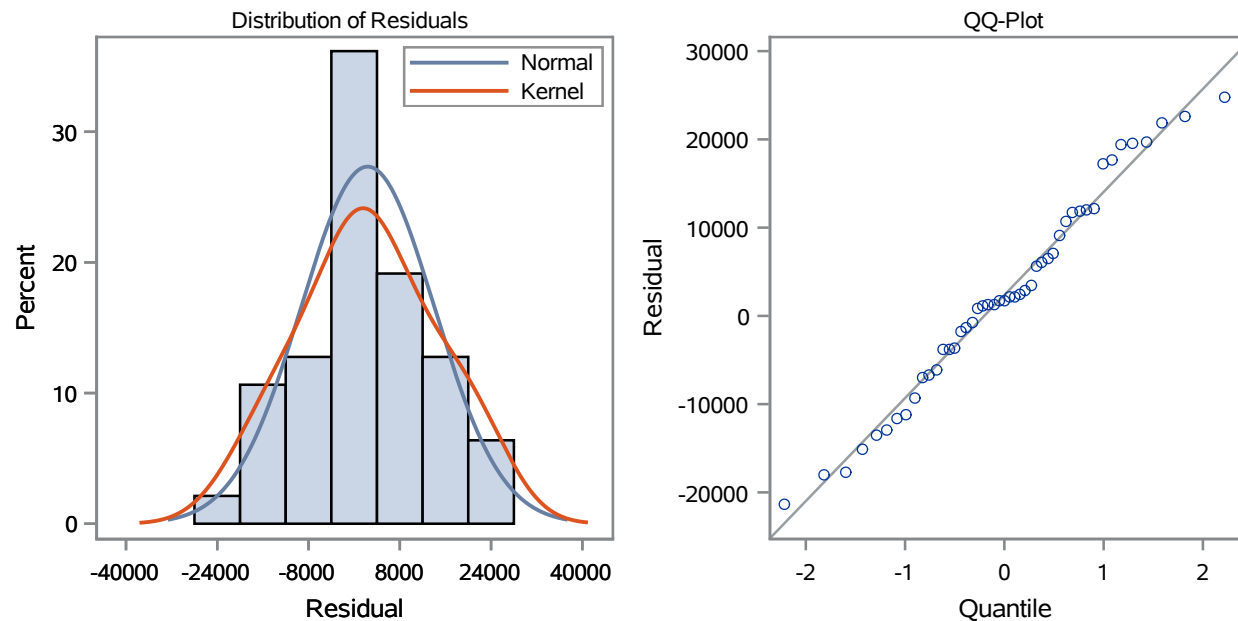 Distribution of Residuals
Normal
Kernel
Percent
30
20
10
0
-40000 -24000 -8000 8000 24000 40000
Residual
QQ-Plot
Residual
30000
20000
10000
0
-10000
-20000
-2 -1 0 1 2
Quantile